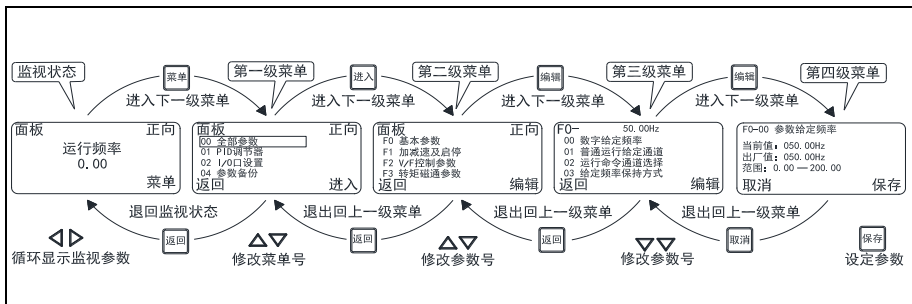 监视状态
菜单
第一级菜单
进入
第二级菜单
编辑
第三级菜单
编辑
第四级菜单
进入下一级菜单
进入下一级菜单
进入下一级菜单
进入下一级菜单
面板 正向
运行频率
0.00
菜单
面板 正向
00 全部参数
01 PID调节器
02 I/O口设置
04 参数备份
返回 进入
面板 正向
F0 基本参数
F1 加减速及启停
F2 V/F控制参数
F3 转矩磁通参数
返回 编辑
F0- 50.00Hz
00 数字给定频率
01 普通运行给定通道
02 运行命令通道选择
03 给定频率保持方式
返回 编辑
F0-00 参数给定频率
当前值：050.00Hz
出厂值：050.00Hz
范围：0.00—200.00
取消 保存
退回监视状态
退出回上一级菜单
退出回上一级菜单
退出回上一级菜单
返回
返回
返回
取消
保存
循环显示监视参数
修改菜单号
修改参数号
修改参数号
设定参数